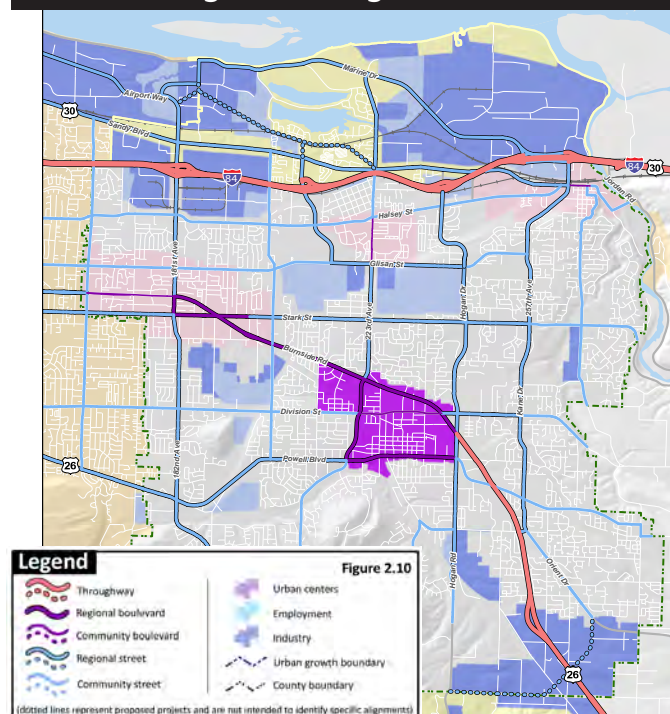 Marine Dr
Airport Way
30
Sandy Blvd
84
84
30
Jordan Rd
Halsey St
181st Ave
Glisan St
223rd Ave
Hogan Dr
257th Ave
Stark St
Burnside Rd
Kane Dr
Division St
182nd Ave
26
Powell Blvd
Hogan Rd
Orient Dr
26
Legend
Figure 2.10
Throughway
Regional boulevard
Community boulevard
Regional street
Community street
Urban centers
Employment
Industry
Urban growth boundary
County boundary
(dotted lines represent proposed projects and are not intended to identify specific alignments)